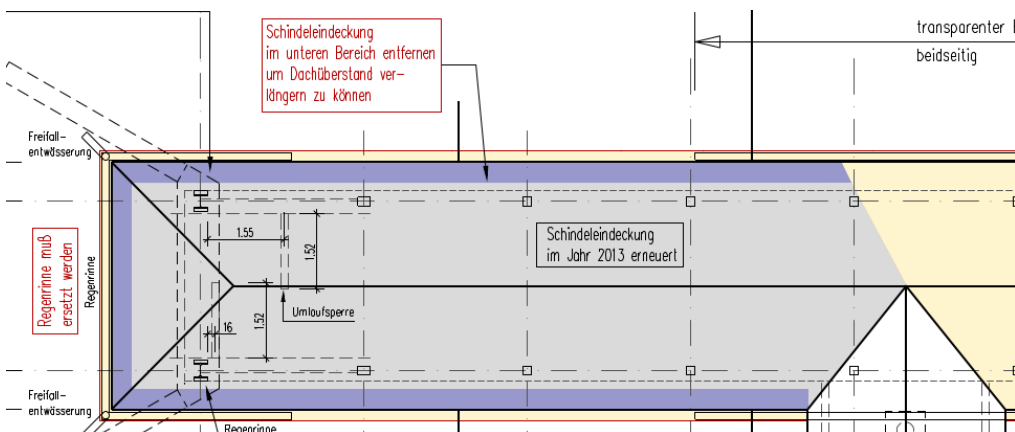 Schindeleindeckung
im unteren Bereich entfernen
um Dachüberstand ver-
längern zu können
transparenter
beidseitig
Freifall-
entwässerung
Regenrinne muß
ersetzt werden
Regenrinne
1.55
1.52
Schindeleindeckung
im Jahr 2013 erneuert
Umlaufsperre
16
1.52
Freifall-
entwässerung
Regenrinne